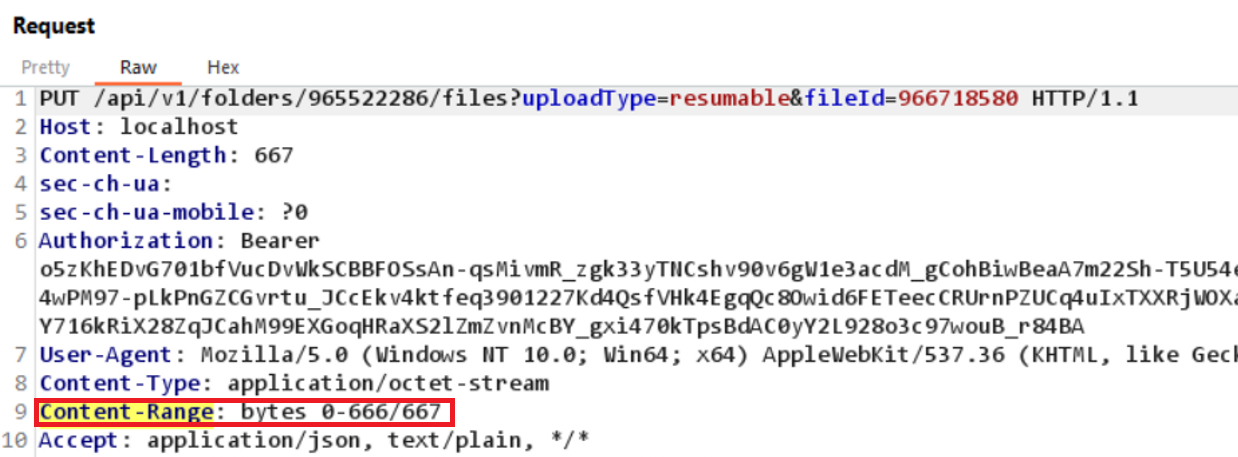 Request
Pretty Raw Hex
1 PUT /api/v1/folders/965522286/files?uploadType=resumable&fileId=966718580 HTTP/1.1
2 Host: localhost
3 Content-Length: 667
4 sec-ch-ua:
5 sec-ch-ua-mobile: ?0
6 Authorization: Bearer
o5zKhEDvG701bfVucDvWkSCBBFOSsAn-qsMivmR_zgk33yTNCshv90v6gW1e3acdM_gCohBiwBeaA7m22Sh-T5U54e
4wPM97-pLkPnGZCGvrtu_JCcEkv4ktfeq3901227Kd4QsfVHk4EgqQc8Owid6FETeecCRUrnPZUCq4uIxTXXRjWOXa
Y716kRiX28ZqJCahM99EXGoqHRaXS2lZmZvnMcBY_gxi470kTpsBdAC0yY2L928o3c97wouB_r84BA
7 User-Agent: Mozilla/5.0 (Windows NT 10.0; Win64; x64) AppleWebKit/537.36 (KHTML, like Geck
8 Content-Type: application/octet-stream
9 Content-Range: bytes 0-666/667
10 Accept: application/json, text/plain, */*